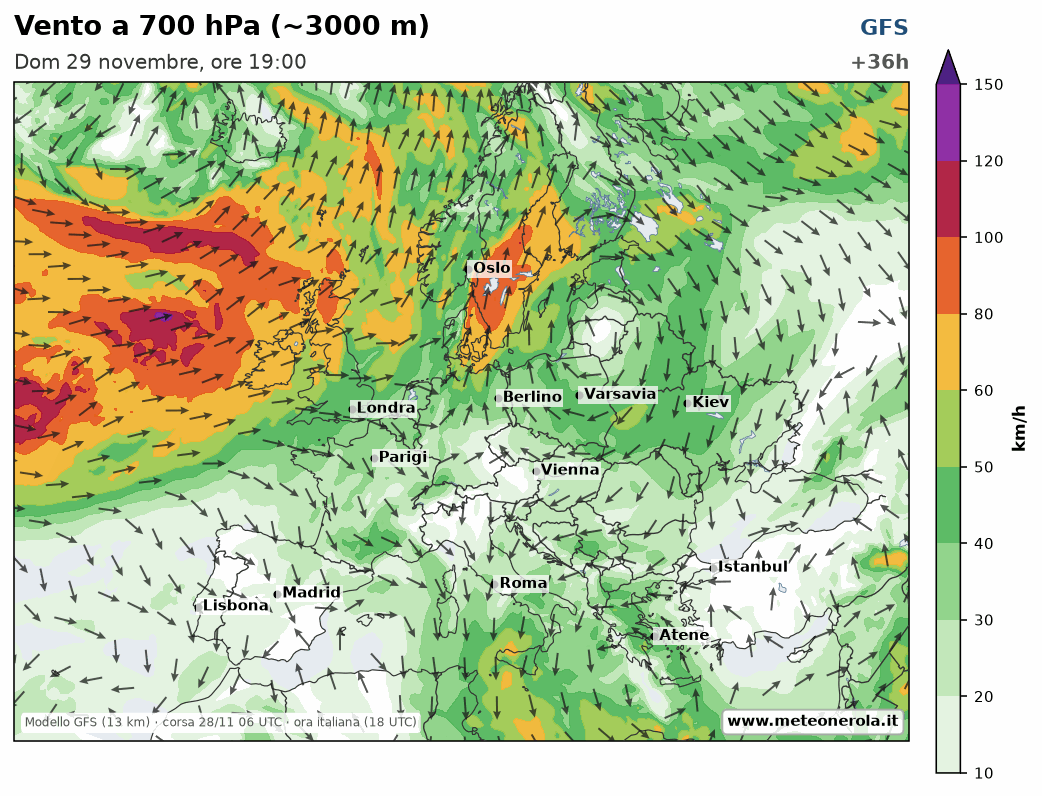 Vento a 700 hPa (~3000 m)
GFS
Dom 29 novembre, ore 19:00
+36h
150
120
100
80
60
50
40
30
20
10
km/h
Oslo
Londra
Berlino
Varsavia
Kiev
Parigi
Vienna
Roma
Istanbul
Madrid
Lisbona
Atene
Modello GFS (13 km) · corsa 28/11 06 UTC · ora italiana (18 UTC)
www.meteonerola.it